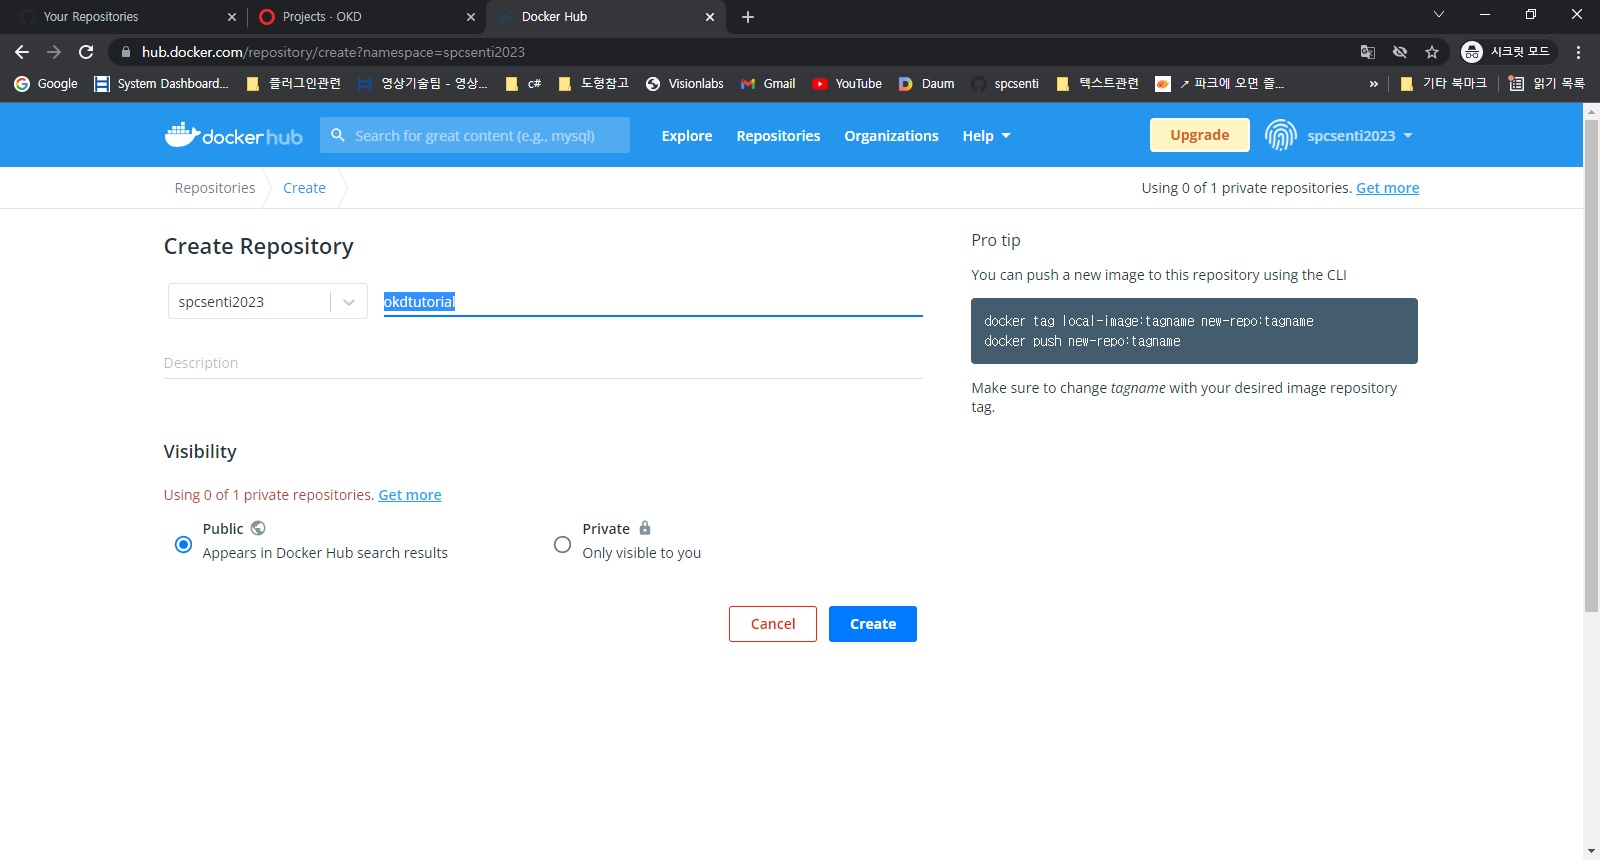 Your Repositories
Projects · OKD
Docker Hub
hub.docker.com/repository/create?namespace=spcsenti2023
시크릿 모드
Google
System Dashboard...
플러그인관련
영상기술팀 - 영상...
c#
도형참고
Visionlabs
Gmail
YouTube
Daum
spcsenti
텍스트관련
↗ 파크에 오면 즐...
»
기타 북마크
읽기 목록
dockerhub
Search for great content (e.g., mysql)
Explore
Repositories
Organizations
Help
Upgrade
spcsenti2023
Repositories
Create
Using 0 of 1 private repositories. Get more
Create Repository
spcsenti2023
okdtutorial
Description
Pro tip
You can push a new image to this repository using the CLI
docker tag local-image:tagname new-repo:tagname
docker push new-repo:tagname
Make sure to change tagname with your desired image repository
tag.
Visibility
Using 0 of 1 private repositories. Get more
Public
Appears in Docker Hub search results
Private
Only visible to you
Cancel
Create